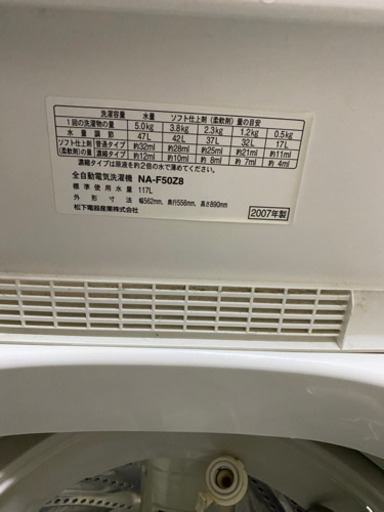 洗濯容量 水量 ソフト仕上剤(柔軟剤)量の目安
1回の洗濯物の量 5.0kg 3.8kg 2.3kg 1.2kg 0.5kg
水量調節 47L 42L 37L 32L 17L
ソフト仕上剤 普通タイプ 約32ml 約28ml 約25ml 約21ml 約11ml
(柔軟剤)の量 濃縮タイプ 約12ml 約10ml 約8ml 約7ml 約4ml
濃縮タイプは原液を約2倍の水で薄めてください。
全自動電気洗濯機 NA-F50Z8
標準使用水量 117L
外形寸法 幅562mm、奥行556mm、高さ890mm
松下電器産業株式会社
2007年製